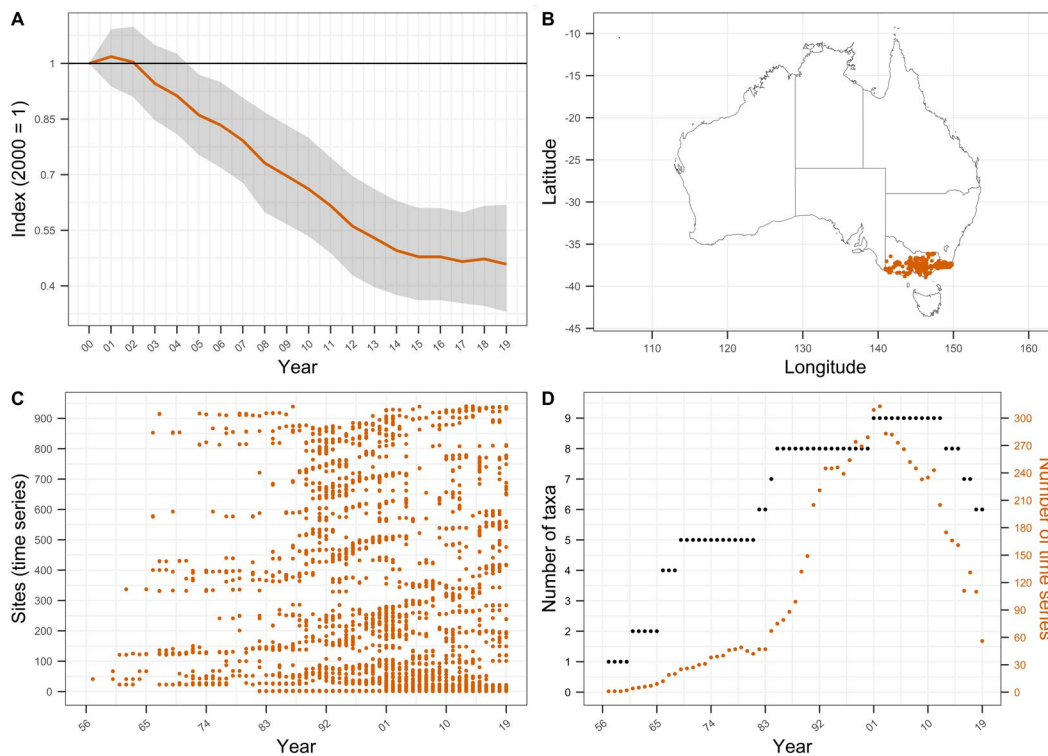 A
Index (2000 = 1)
1
0.85
0.7
0.55
0.4
00 01 02 03 04 05 06 07 08 09 10 11 12 13 14 15 16 17 18 19
Year
B
Latitude
-10
-15
-20
-25
-30
-35
-40
-45
110 120 130 140 150 160
Longitude
C
Sites (time series)
900
800
700
600
500
400
300
200
100
0
56 65 74 83 92 01 10 19
Year
D
Number of taxa
9
8
7
6
5
4
3
2
1
0
Number of time series
300
270
240
210
180
150
120
90
60
30
0
56 65 74 83 92 01 10 19
Year